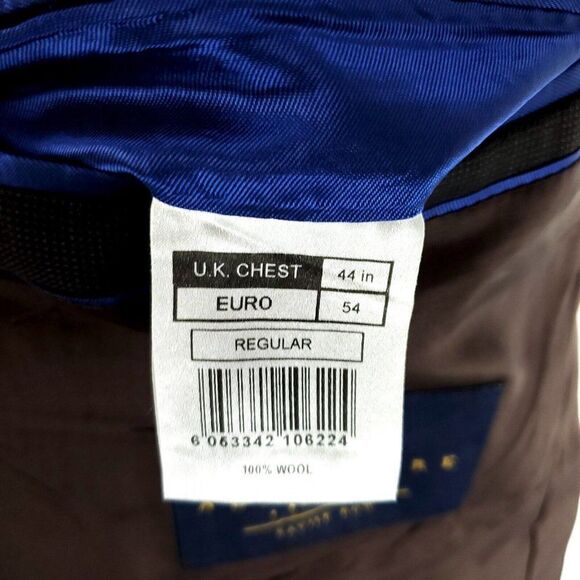 U.K. CHEST 44 in
EURO 54
REGULAR
6 063342 106224
100% WOOL